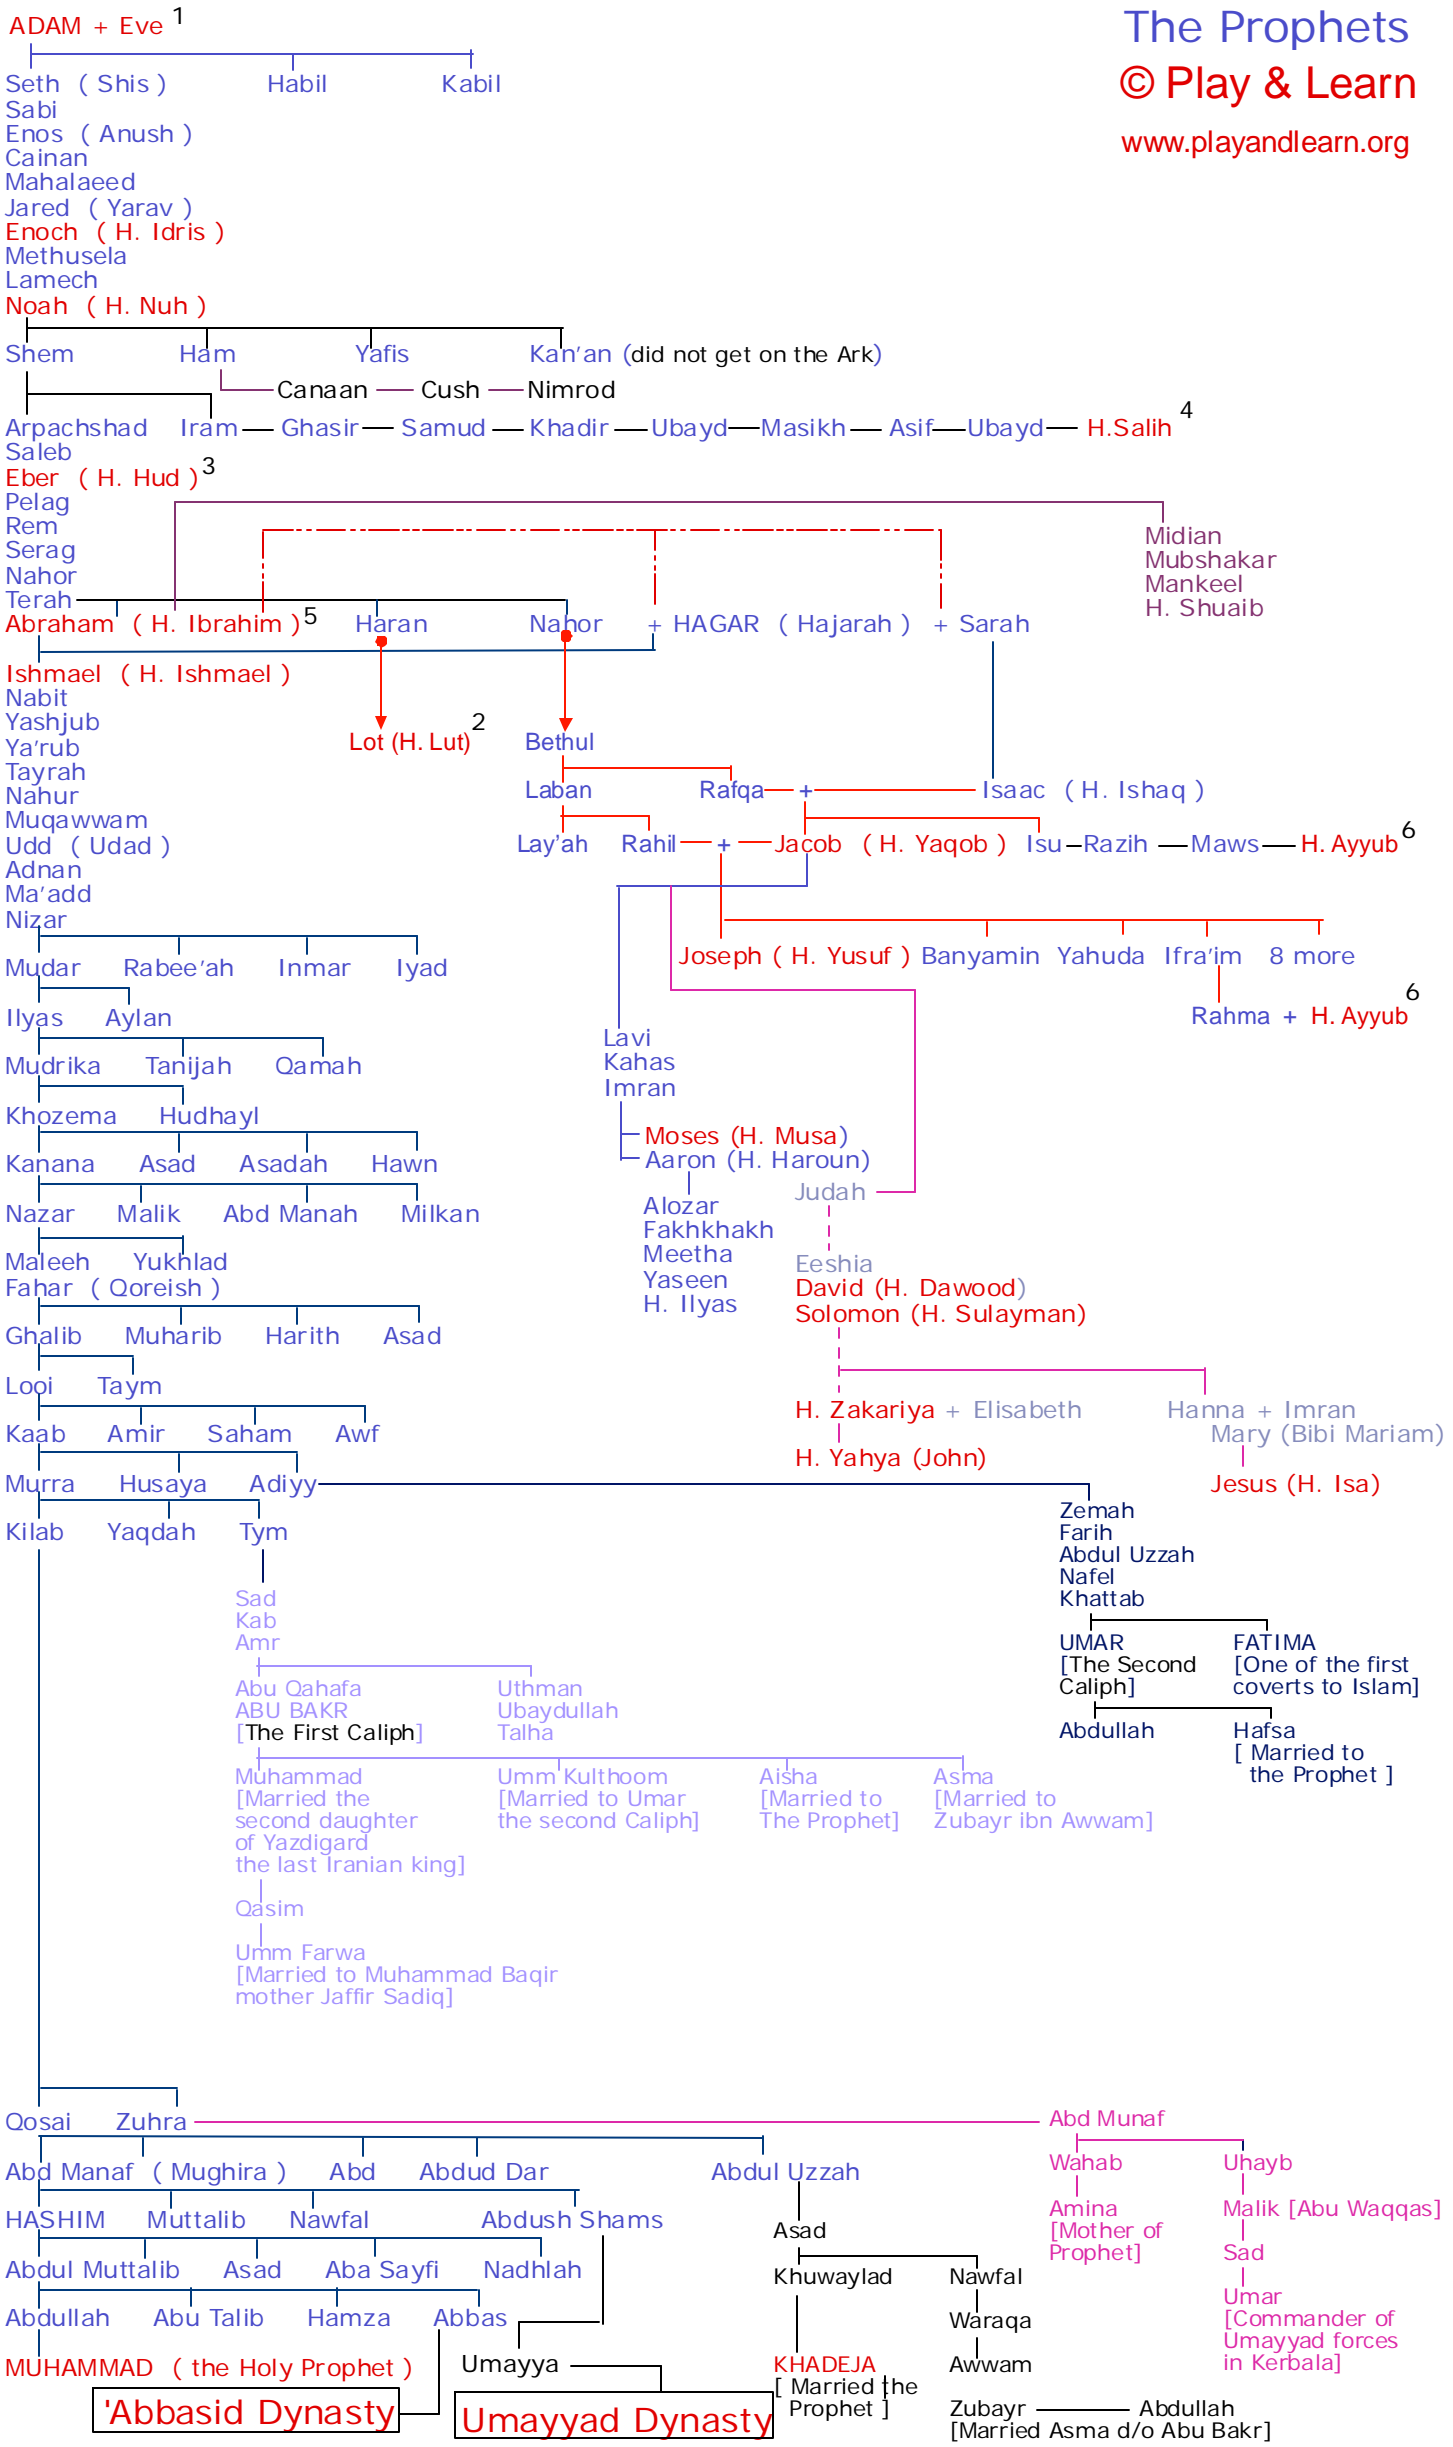 The Prophets
© Play & Learn
www.playandlearn.org
ADAM + Eve 1
Seth ( Shis ) Habil Kabil
Sabi
Enos ( Anush )
Cainan
Mahalaeed
Jared ( Yarav )
Enoch ( H. Idris )
Methusela
Lamech
Noah ( H. Nuh )
Shem Ham Yafis Kan'an (did not get on the Ark)
Canaan Cush Nimrod
Arpachshad Iram Ghasir Samud Khadir Ubayd Masikh Asif Ubayd H.Salih 4
Saleb
Eber ( H. Hud ) 3
Pelag
Rem
Serag
Nahor
Terah
Midian
Mubshakar
Mankeel
H. Shuaib
Abraham ( H. Ibrahim ) 5 Haran Nahor + HAGAR ( Hajarah ) + Sarah
Ishmael ( H. Ishmael )
Nabit
Yashjub
Ya'rub
Tayrah
Nahur
Muqawwam
Udd ( Udad )
Adnan
Ma'add
Nizar
Lot (H. Lut) 2 Bethul
Laban Rafqa + Isaac ( H. Ishaq )
Lay'ah Rahil + Jacob ( H. Yaqob ) Isu Razih Maws H. Ayyub 6
Joseph ( H. Yusuf ) Banyamin Yahuda Ifra'im 8 more
Rahma + H. Ayyub 6
Mudar Rabee'ah Inmar Iyad
Ilyas Aylan
Mudrika Tanijah Qamah
Khozema Hudhayl
Kanana Asad Asadah Hawn
Nazar Malik Abd Manah Milkan
Maleeh Yukhlad
Fahar ( Qoreish )
Ghalib Muharib Harith Asad
Looi Taym
Kaab Amir Saham Awf
Murra Husaya Adiyy
Kilab Yaqdah Tym
Lavi
Kahas
Imran
Moses (H. Musa)
Aaron (H. Haroun)
Alozar
Fakhkhakh
Meetha
Yaseen
H. Ilyas
Judah
Eeshia
David (H. Dawood)
Solomon (H. Sulayman)
H. Zakariya + Elisabeth Hanna + Imran
Mary (Bibi Mariam)
H. Yahya (John)
Jesus (H. Isa)
Zemah
Farih
Abdul Uzzah
Nafel
Khattab
UMAR
[The Second
Caliph]
FATIMA
[One of the first
coverts to Islam]
Abdullah
Hafsa
[ Married to
the Prophet ]
Sad
Kab
Amr
Abu Qahafa
ABU BAKR
[The First Caliph]
Uthman
Ubaydullah
Talha
Muhammad
[Married the
second daughter
of Yazdigard
the last Iranian king]
Umm Kulthoom
[Married to Umar
the second Caliph]
Aisha
[Married to
The Prophet]
Asma
[Married to
Zubayr ibn Awwam]
Qasim
Umm Farwa
[Married to Muhammad Baqir
mother Jaffir Sadiq]
Qosai Zuhra Abd Munaf
Abd Manaf ( Mughira ) Abd Abdud Dar Abdul Uzzah
HASHIM Muttalib Nawfal Abdush Shams
Abdul Muttalib Asad Aba Sayfi Nadhlah
Abdullah Abu Talib Hamza Abbas
MUHAMMAD ( the Holy Prophet )
'Abbasid Dynasty
Umayya
Umayyad Dynasty
Asad
Khuwaylad
KHADEJA
[ Married the
Prophet ]
Nawfal
Waraqa
Awwam
Zubayr Abdullah
[Married Asma d/o Abu Bakr]
Wahab
Amina
[Mother of
Prophet]
Uhayb
Malik [Abu Waqqas]
Sad
Umar
[Commander of
Umayyad forces
in Kerbala]